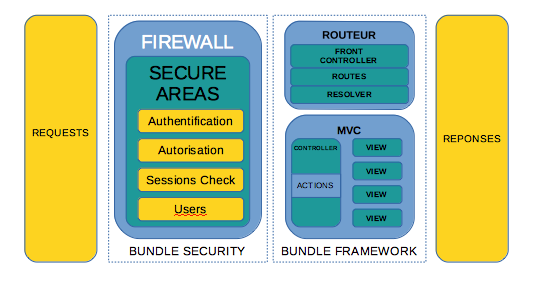 REQUESTS
FIREWALL
SECURE
AREAS
Authentification
Autorisation
Sessions Check
Users
BUNDLE SECURITY
ROUTEUR
FRONT
CONTROLLER
ROUTES
RESOLVER
MVC
CONTROLLER
ACTIONS
VIEW
VIEW
VIEW
VIEW
BUNDLE FRAMEWORK
REPONSES